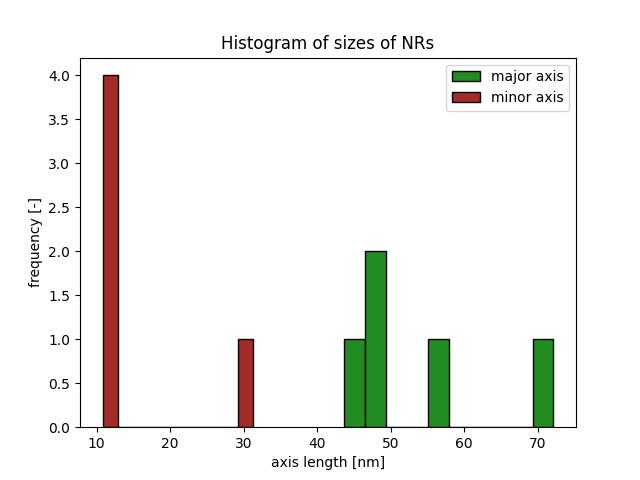 Histogram of sizes of NRs
major axis
minor axis
4.0
3.5
3.0
2.5
2.0
1.5
1.0
0.5
0.0
frequency [-]
10 20 30 40 50 60 70
axis length [nm]